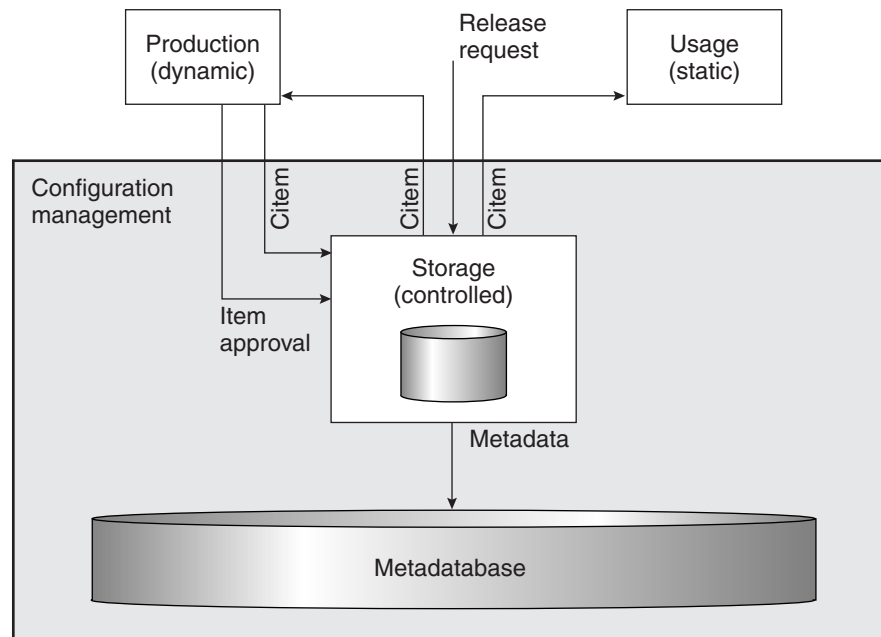 Production
(dynamic)
Release
request
Usage
(static)
Configuration
management
Citem
Citem
Citem
Storage
(controlled)
Item
approval
Metadata
Metadatabase